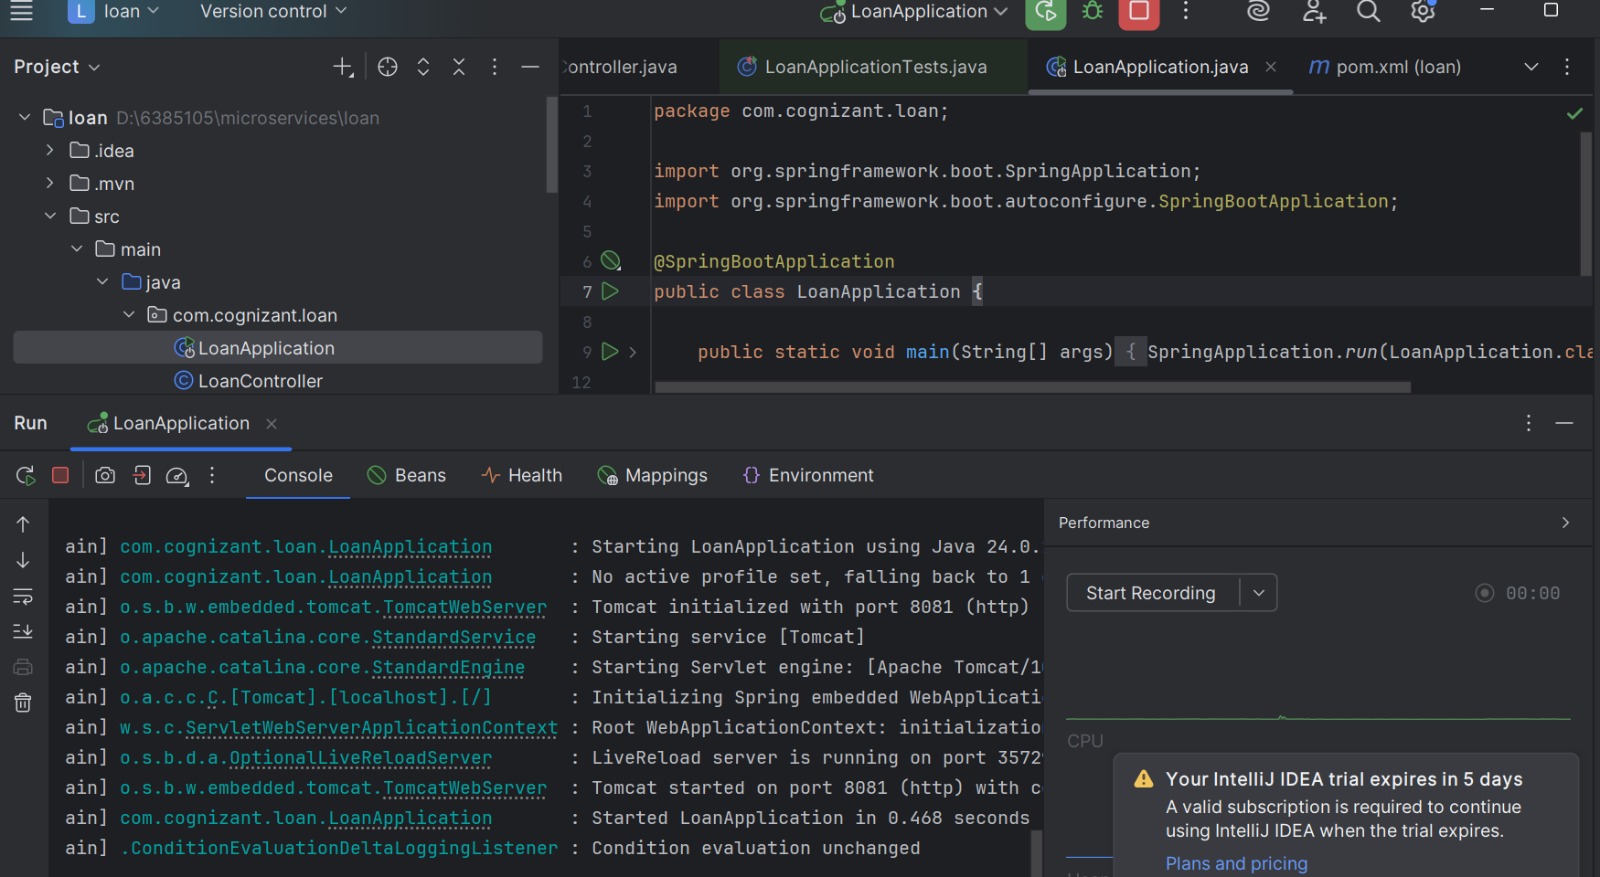 L loan Version control LoanApplication
Project
ontroller.java LoanApplicationTests.java LoanApplication.java m pom.xml (loan)
loan D:\6385105\microservices\loan
.idea
.mvn
src
main
java
com.cognizant.loan
LoanApplication
LoanController
1 package com.cognizant.loan;
2
3 import org.springframework.boot.SpringApplication;
4 import org.springframework.boot.autoconfigure.SpringBootApplication;
5
6 @SpringBootApplication
7 public class LoanApplication {
8
9 public static void main(String[] args) { SpringApplication.run(LoanApplication.cla
12
Run LoanApplication
Console Beans Health Mappings Environment
ain] com.cognizant.loan.LoanApplication : Starting LoanApplication using Java 24.0.
ain] com.cognizant.loan.LoanApplication : No active profile set, falling back to 1
ain] o.s.b.w.embedded.tomcat.TomcatWebServer : Tomcat initialized with port 8081 (http)
ain] o.apache.catalina.core.StandardService : Starting service [Tomcat]
ain] o.apache.catalina.core.StandardEngine : Starting Servlet engine: [Apache Tomcat/1
ain] o.a.c.c.C.[Tomcat].[localhost].[/] : Initializing Spring embedded WebApplicati
ain] w.s.c.ServletWebServerApplicationContext : Root WebApplicationContext: initializatio
ain] o.s.b.d.a.OptionalLiveReloadServer : LiveReload server is running on port 3572
ain] o.s.b.w.embedded.tomcat.TomcatWebServer : Tomcat started on port 8081 (http) with c
ain] com.cognizant.loan.LoanApplication : Started LoanApplication in 0.468 seconds
ain] .ConditionEvaluationDeltaLoggingListener : Condition evaluation unchanged
Performance
Start Recording 00:00
CPU
Your IntelliJ IDEA trial expires in 5 days
A valid subscription is required to continue
using IntelliJ IDEA when the trial expires.
Plans and pricing